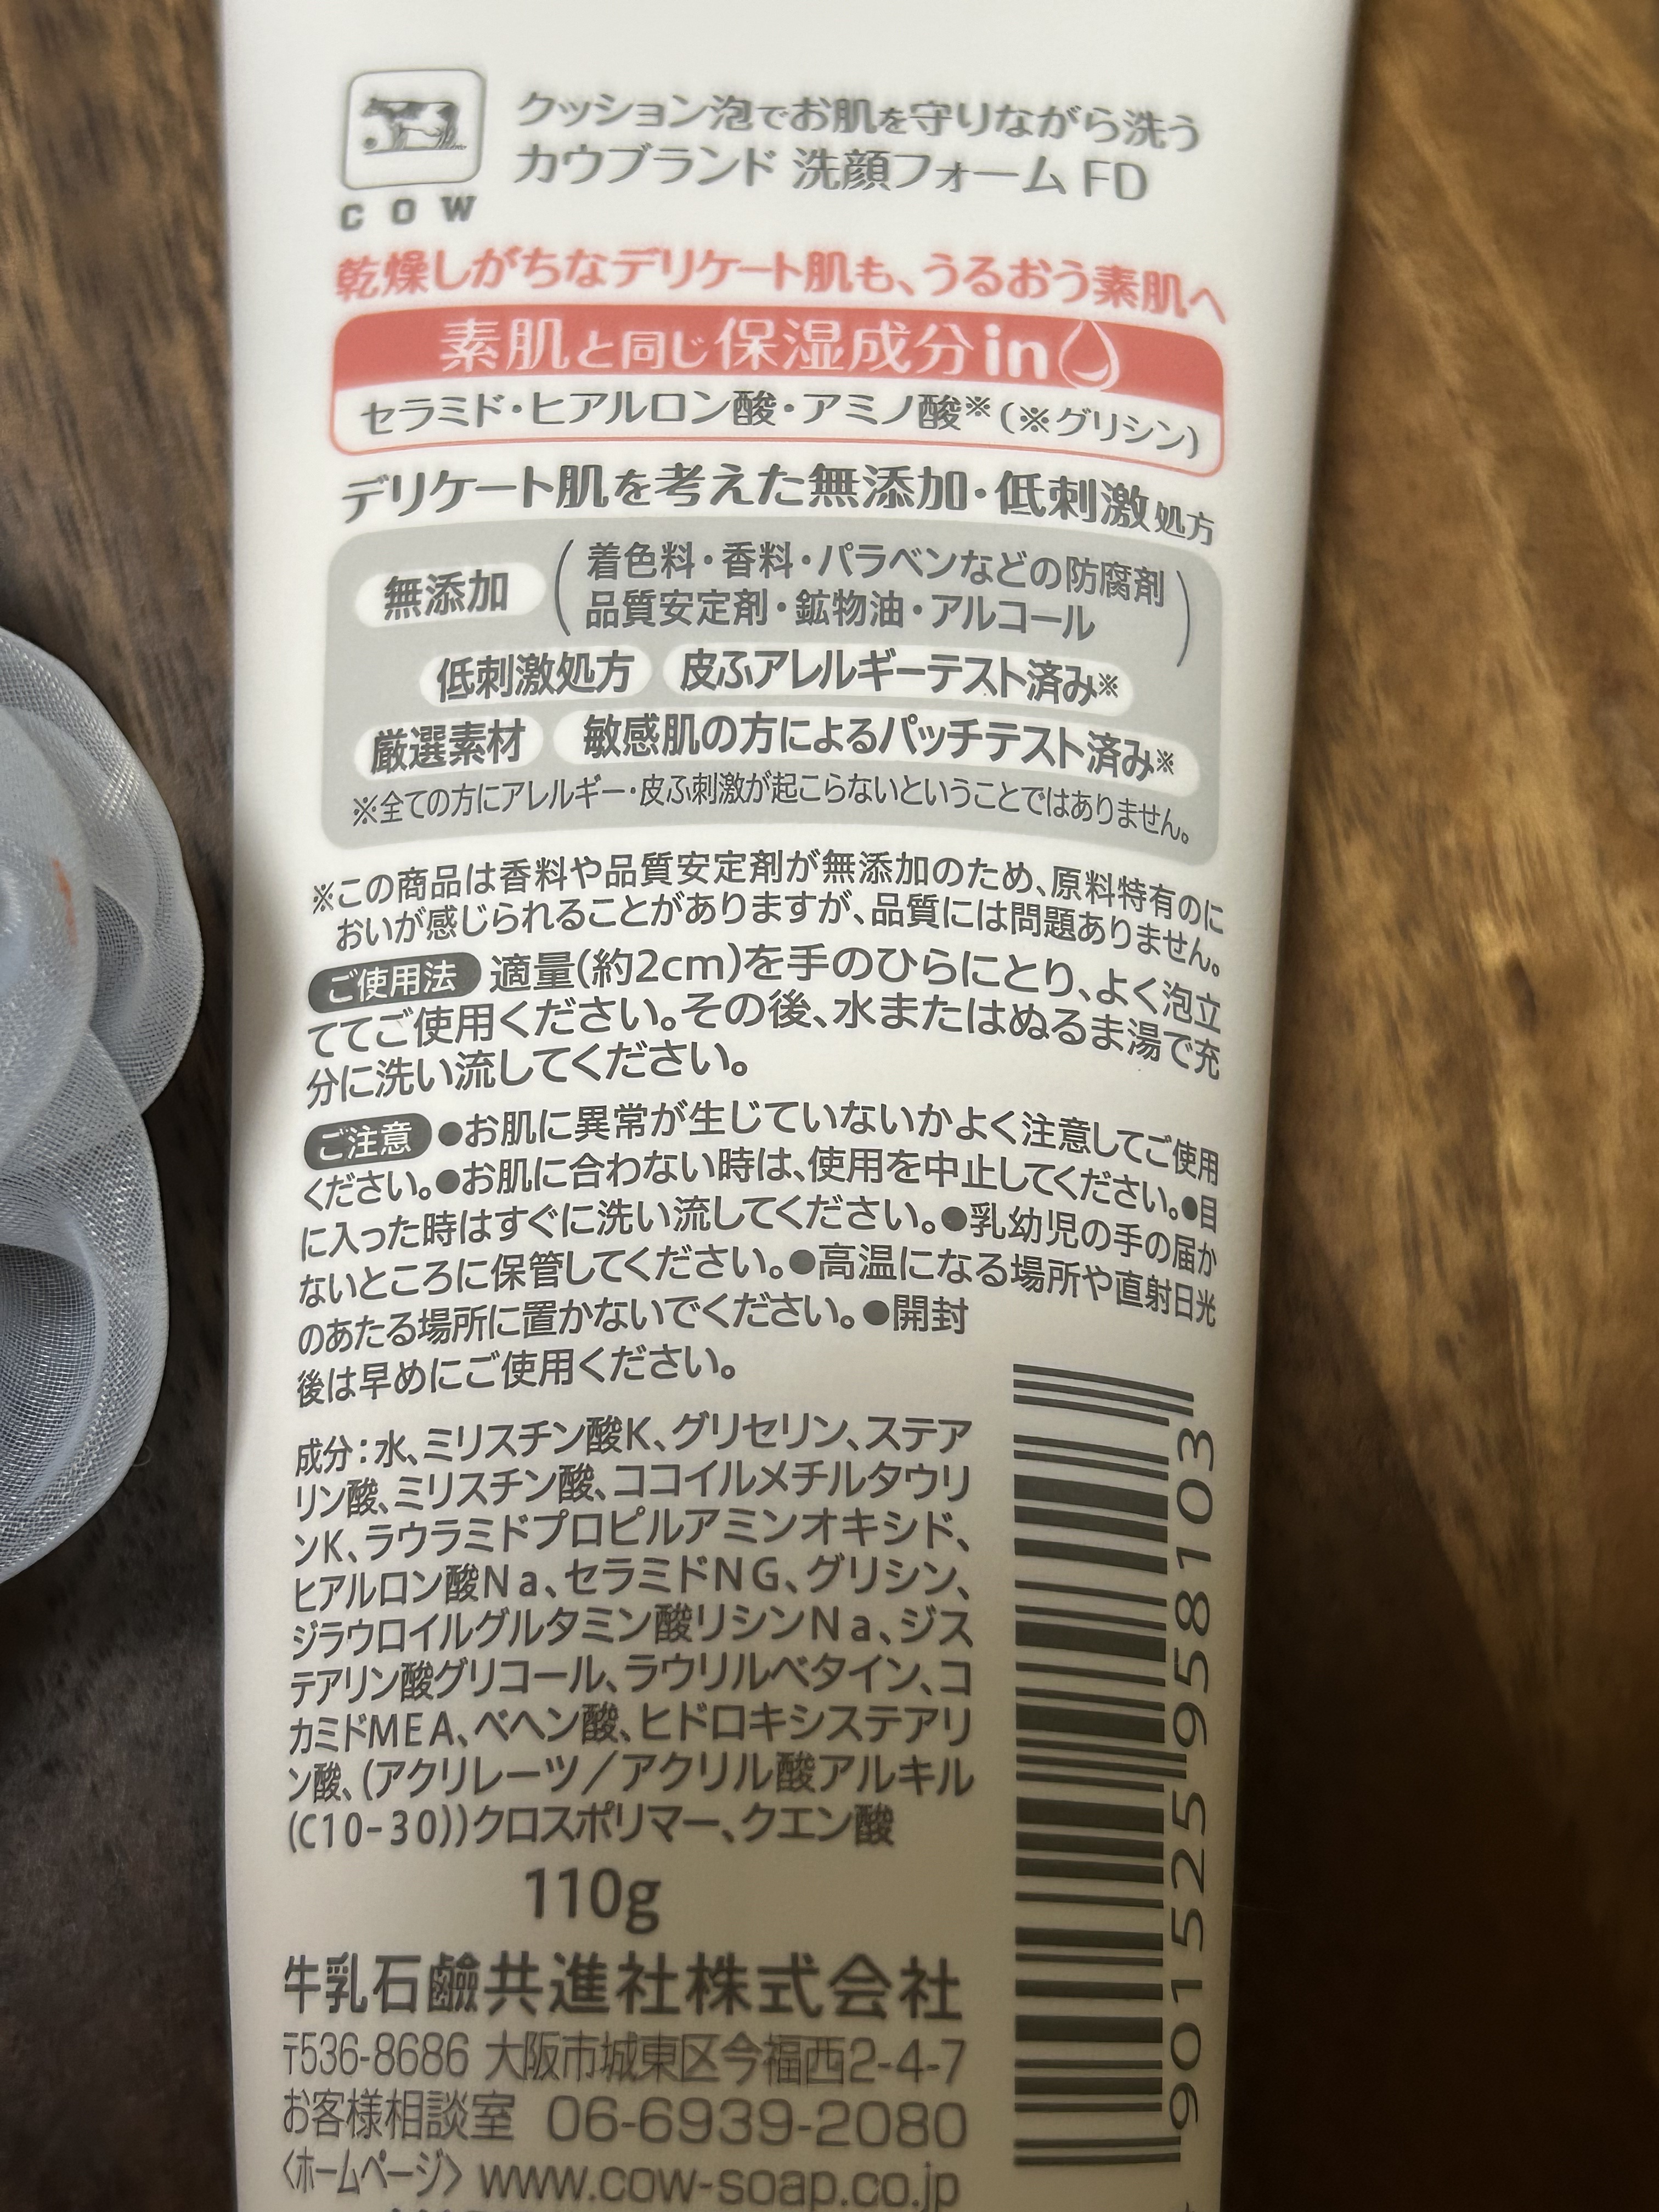 クッション泡でお肌を守りながら洗う
カウブランド 洗顔フォーム FD
COW
乾燥しがちなデリケート肌も、うるおう素肌へ
素肌と同じ保湿成分in
セラミド・ヒアルロン酸・アミノ酸※(※グリシン)
デリケート肌を考えた無添加・低刺激処方
無添加(着色料・香料・パラベンなどの防腐剤
品質安定剤・鉱物油・アルコール)
低刺激処方 皮ふアレルギーテスト済み※
厳選素材 敏感肌の方によるパッチテスト済み※
※全ての方にアレルギー・皮ふ刺激が起こらないということではありません。
※この商品は香料や品質安定剤が無添加のため、原料特有のに
おいが感じられることがありますが、品質には問題ありません。
ご使用法 適量(約2cm)を手のひらにとり、よく泡立
ててご使用ください。その後、水またはぬるま湯で充
分に洗い流してください。
ご注意 ●お肌に異常が生じていないかよく注意してご使用
ください。●お肌に合わない時は、使用を中止してください。●目
に入った時はすぐに洗い流してください。●乳幼児の手の届か
ないところに保管してください。●高温になる場所や直射日光
のあたる場所に置かないでください。●開封
後は早めにご使用ください。
成分:水、ミリスチン酸K、グリセリン、ステア
リン酸、ミリスチン酸、ココイルメチルタウリ
ンK、ラウラミドプロピルアミンオキシド、
ヒアルロン酸Na、セラミドNG、グリシン、
ジラウロイルグルタミン酸リシンNa、ジス
テアリン酸グリコール、ラウリルベタイン、コ
カミドMEA、ベヘン酸、ヒドロキシステアリ
ン酸、(アクリレーツ/アクリル酸アルキル
(C10-30))クロスポリマー、クエン酸
110g
牛乳石鹼共進社株式会社
〒536-8686 大阪市城東区今福西2-4-7
お客様相談室 06-6939-2080
〈ホームページ〉www.cow-soap.co.jp
9015259 58103